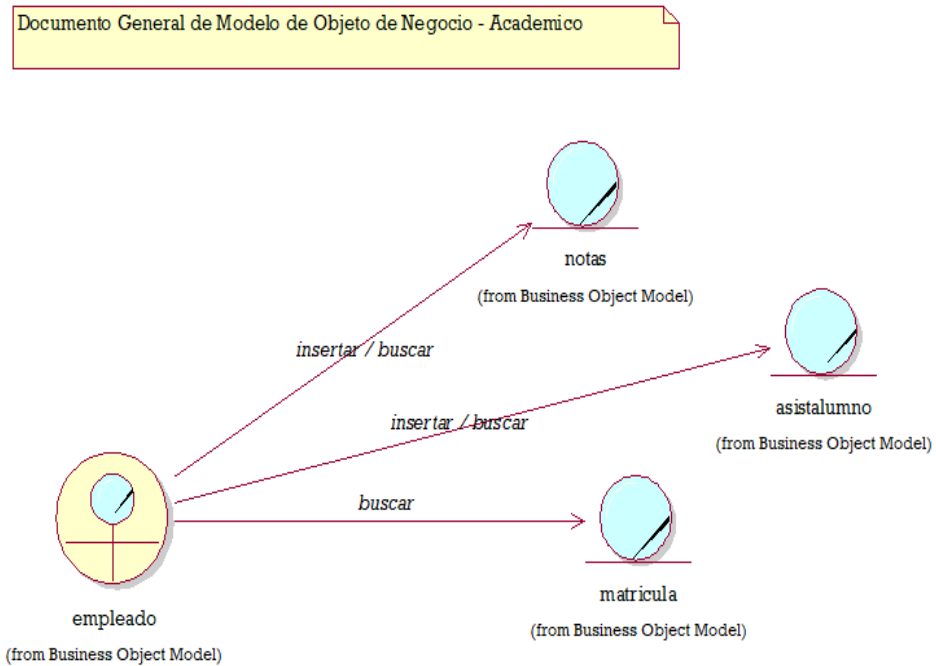 Documento General de Modelo de Objeto de Negocio - Academico
notas
(from Business Object Model)
insertar / buscar
asistalumno
insertar / buscar
(from Business Object Model)
buscar
matricula
empleado
(from Business Object Model)
(from Business Object Model)